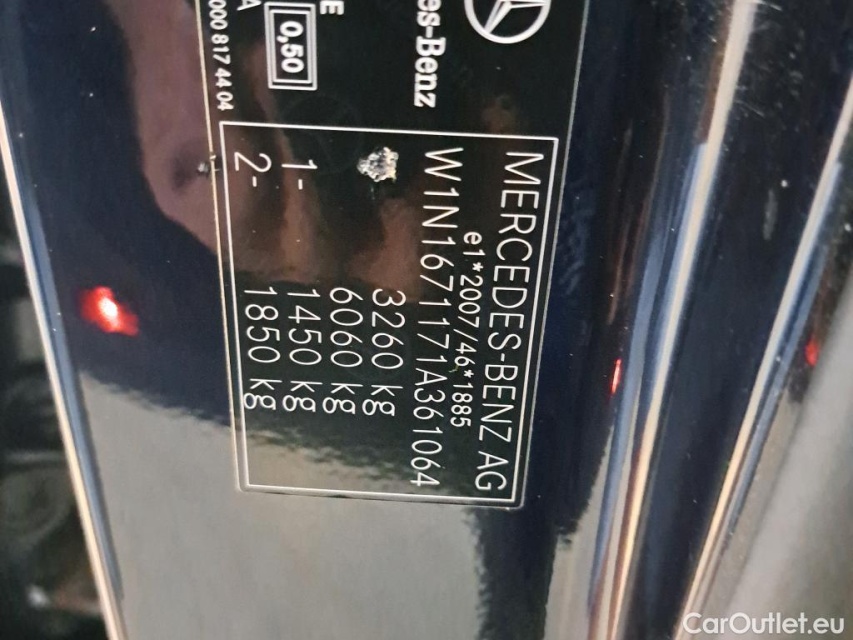 des-Benz
E
0,50
A
000 817 44 04
MERCEDES-BENZ AG
e1*2007/46*1885
W1N1671171A361064
3260 kg
6060 kg
1- 1450 kg
2- 1850 kg
CarOutlet.eu